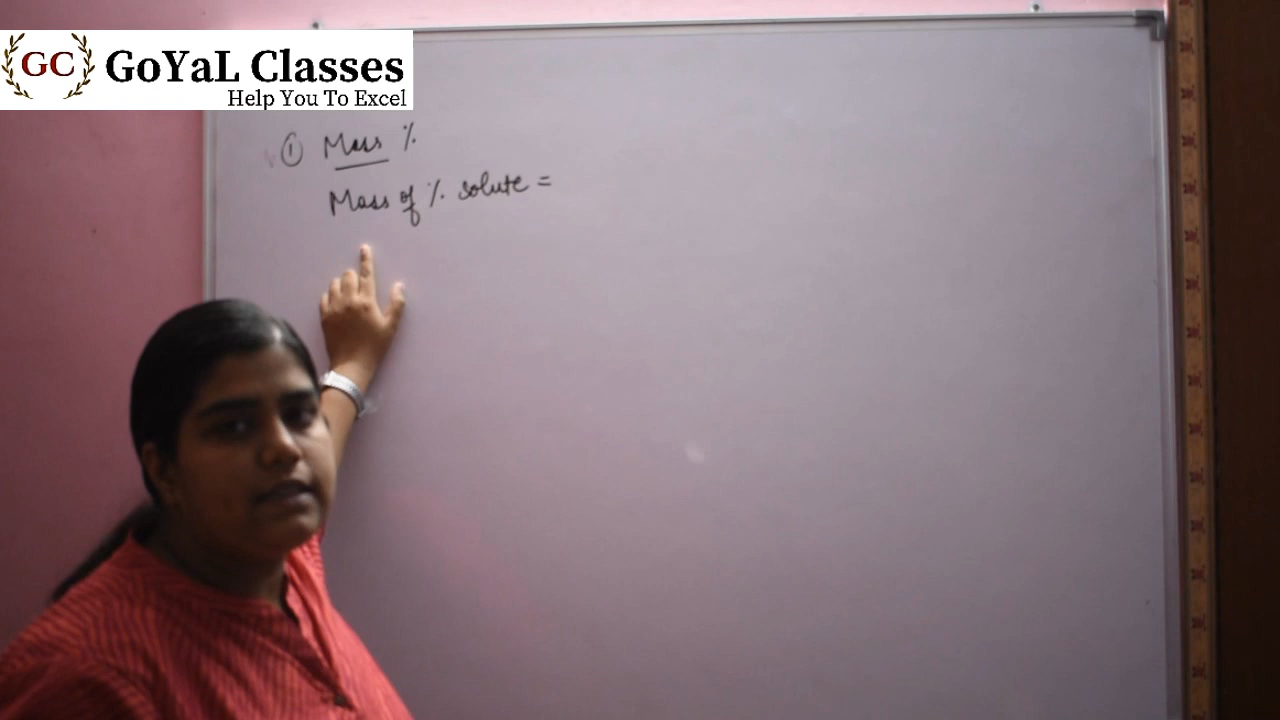 GC GoYaL Classes
Help You To Excel
① Mass %
Mass of % solute =